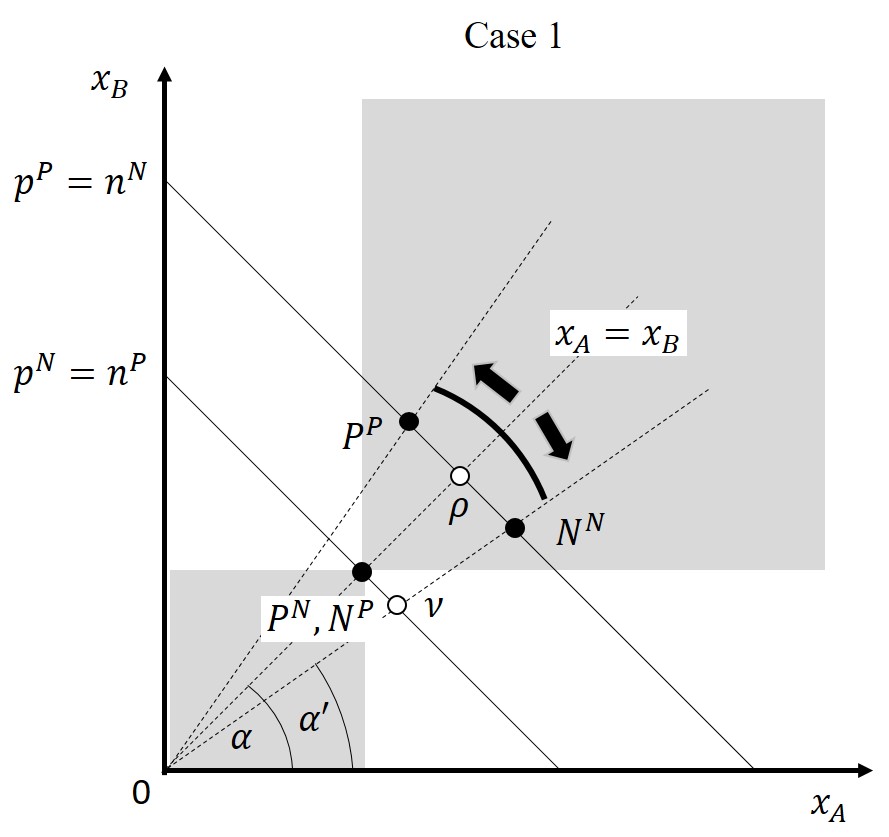 Case 1
x_B
p^P = n^N
x_A = x_B
p^N = n^P
P^P
ρ
N^N
P^N, N^P
ν
α
α′
0
x_A